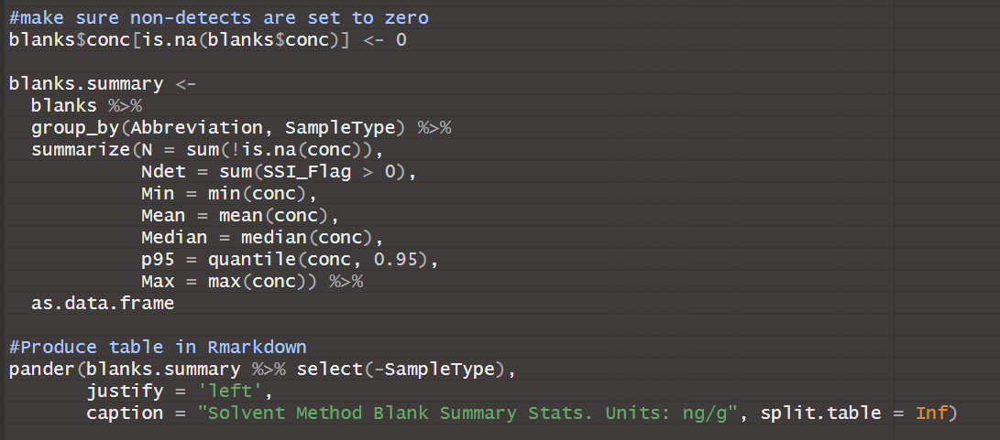 #make sure non-detects are set to zero
blanks$conc[is.na(blanks$conc)] <- 0
blanks.summary <-
  blanks %>%
  group_by(Abbreviation, SampleType) %>%
  summarize(N = sum(!is.na(conc)),
            Ndet = sum(SSI_Flag > 0),
            Min = min(conc),
            Mean = mean(conc),
            Median = median(conc),
            p95 = quantile(conc, 0.95),
            Max = max(conc)) %>%
  as.data.frame
#Produce table in Rmarkdown
pander(blanks.summary %>% select(-SampleType),
       justify = 'left',
       caption = "Solvent Method Blank Summary Stats. Units: ng/g", split.table = Inf)